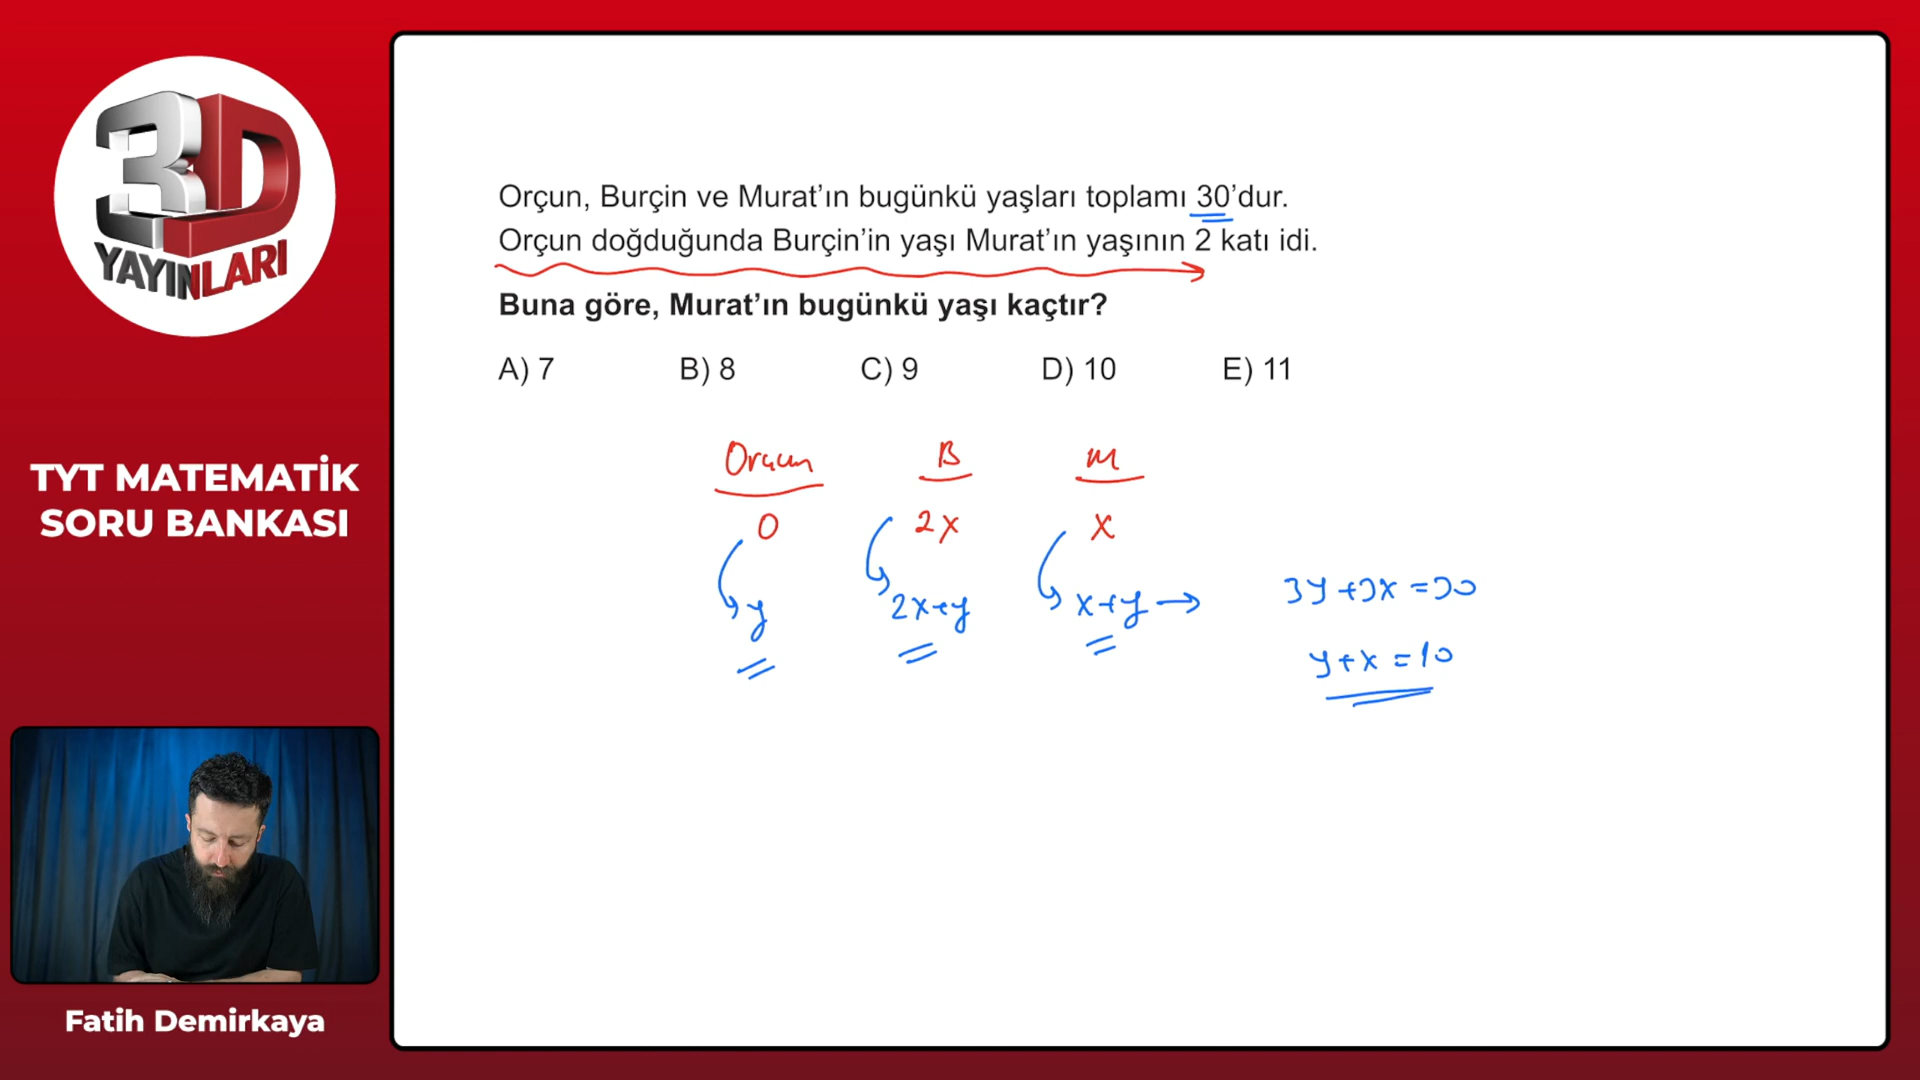 3D
YAYINLARI
TYT MATEMATİK
SORU BANKASI
Fatih Demirkaya
Orçun, Burçin ve Murat’ın bugünkü yaşları toplamı 30’dur.
Orçun doğduğunda Burçin’in yaşı Murat’ın yaşının 2 katı idi.
Buna göre, Murat’ın bugünkü yaşı kaçtır?
A) 7 B) 8 C) 9 D) 10 E) 11
Orçun B M
0 2x x
y 2x+y x+y → 3y+3x=30
y+x=10